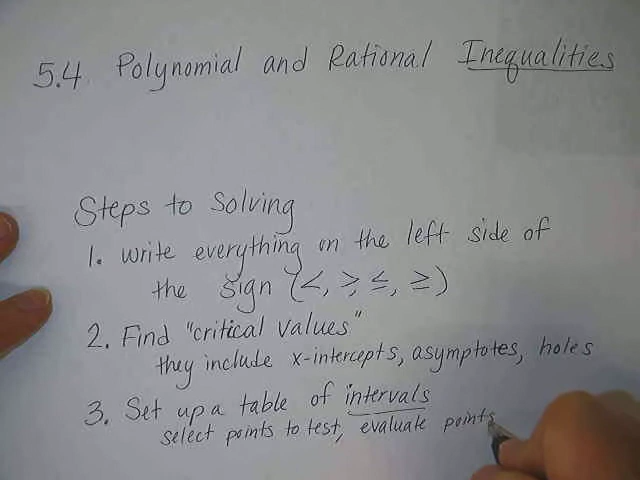 5.4 Polynomial and Rational Inequalities
Steps to Solving
1. Write everything on the left side of
the sign (<, >, ≤, ≥)
2. Find "critical values"
they include x-intercepts, asymptotes, holes
3. Set up a table of intervals
select points to test, evaluate points